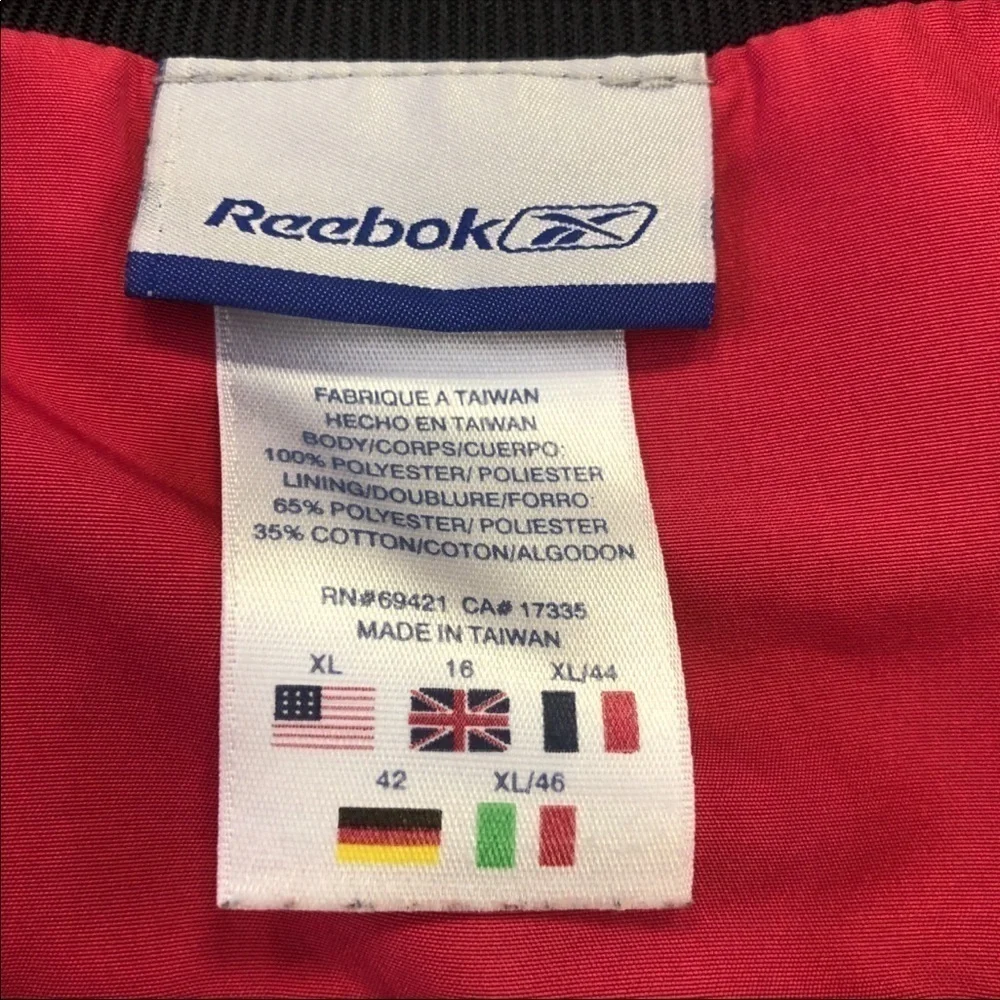 Reebok
FABRIQUE A TAIWAN
HECHO EN TAIWAN
BODY/CORPS/CUERPO:
100% POLYESTER/ POLIESTER
LINING/DOUBLURE/FORRO:
65% POLYESTER/ POLIESTER
35% COTTON/COTON/ALGODON
RN#69421 CA# 17335
MADE IN TAIWAN
XL 16 XL/44
42 XL/46